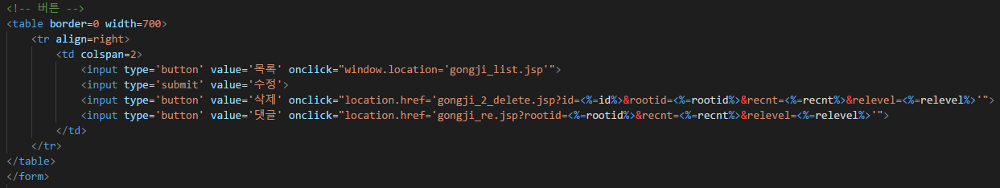 <!-- 버튼 -->
<table border=0 width=700>
<tr align=right>
<td colspan=2>
<input type='button' value='목록' onclick="window.location='gongji_list.jsp'">
<input type='submit' value='수정'>
<input type='button' value='삭제' onclick="location.href='gongji_2_delete.jsp?id=<%=id%>&rootid=<%=rootid%>&recnt=<%=recnt%>&relevel=<%=relevel%>'">
<input type='button' value='댓글' onclick="location.href='gongji_re.jsp?rootid=<%=rootid%>&recnt=<%=recnt%>&relevel=<%=relevel%>'">
</td>
</tr>
</table>
</form>